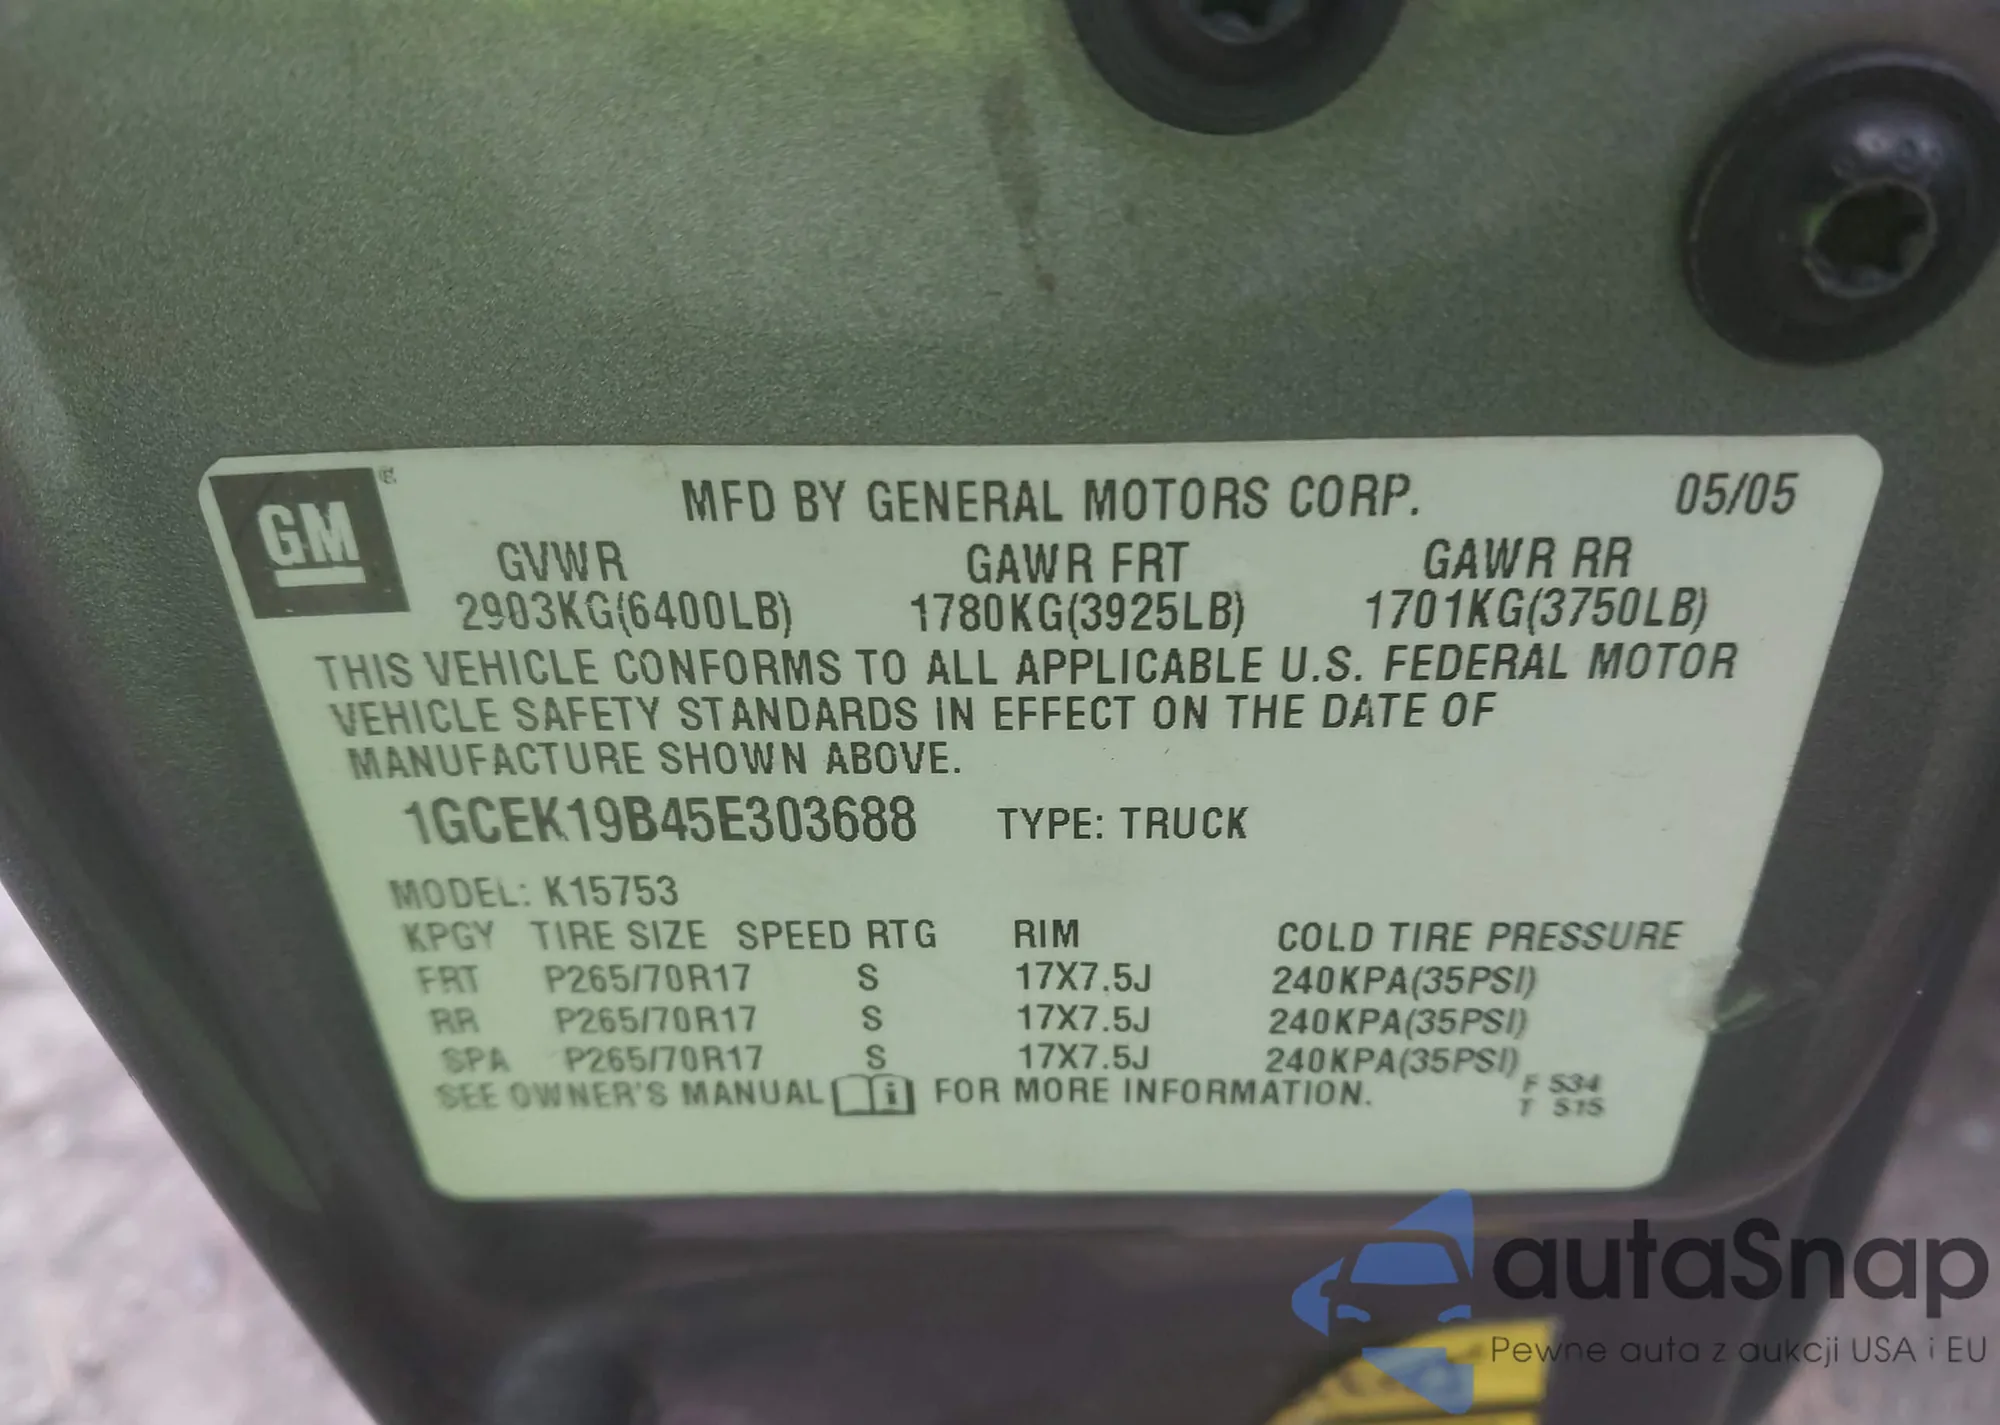 GM ®
MFD BY GENERAL MOTORS CORP. 05/05
GVWR GAWR FRT GAWR RR
2903KG(6400LB) 1780KG(3925LB) 1701KG(3750LB)
THIS VEHICLE CONFORMS TO ALL APPLICABLE U.S. FEDERAL MOTOR
VEHICLE SAFETY STANDARDS IN EFFECT ON THE DATE OF
MANUFACTURE SHOWN ABOVE.
1GCEK19B45E303688 TYPE: TRUCK
MODEL: K15753
KPGY TIRE SIZE SPEED RTG RIM COLD TIRE PRESSURE
FRT P265/70R17 S 17X7.5J 240KPA(35PSI)
RR P265/70R17 S 17X7.5J 240KPA(35PSI)
SPA P265/70R17 S 17X7.5J 240KPA(35PSI)
SEE OWNER'S MANUAL i FOR MORE INFORMATION.
F S34
T S15
autaSnap
Pewne auta z aukcji USA i EU